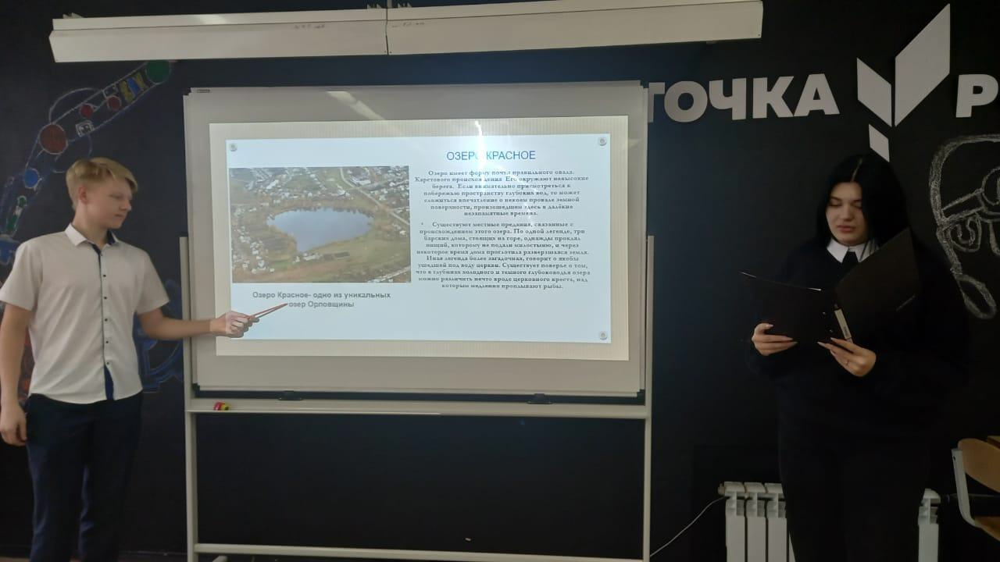 ТОЧКА Р
ОЗЕРО КРАСНОЕ
Озеро имеет форму почти правильного овала.
Карстового происхождения. Его окружают невысокие
берега. Если внимательно присмотреться к
побережью пространству глубоких вод, то может
сложиться впечатление о некоем провале земной
поверхности, произошедшем здесь в далёкие
незапамятные времена.
Существуют местные предания, связанные с
происхождением этого озера. По одной легенде, три
барских дома, стоящих на горе, однажды проклял
нищий, которому не подали милостыню, и через
некоторое время дома проглотила разверзшаяся земля.
Иная легенда более загадочная, говорит о якобы
ушедшей под воду церкви. Существует поверье о том,
что в глубинах холодного и темного глубоководья озера
можно различить нечто вроде церковного креста, над
которым медленно проплывают рыбы.
Озеро Красное- одно из уникальных
озер Орловщины